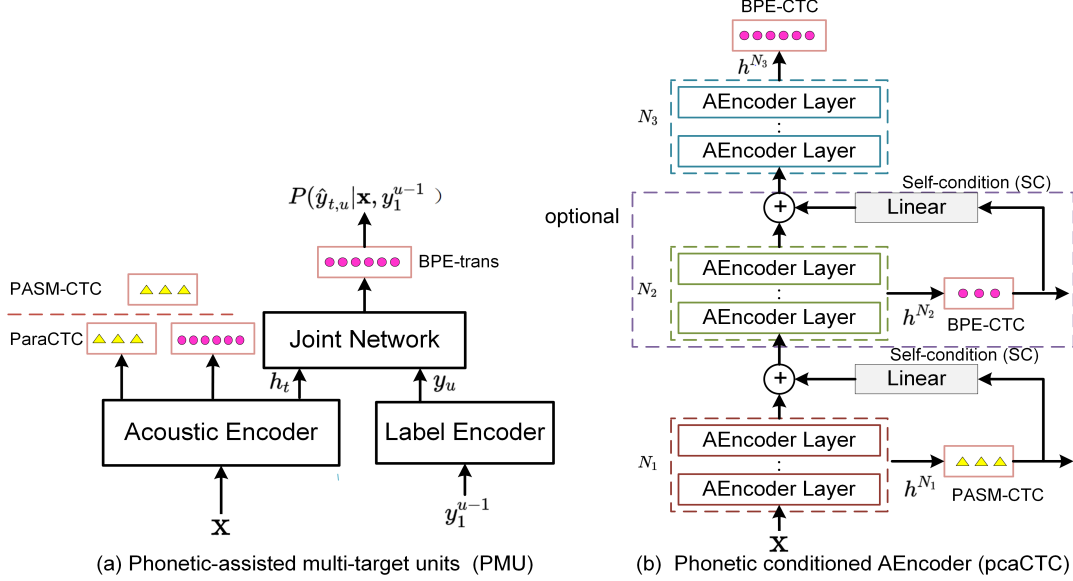 P(ŷ_{t,u}|x, y_1^{u-1})
BPE-trans
PASM-CTC
ParaCTC
Joint Network
h_t
y_u
Acoustic Encoder
Label Encoder
x
y_1^{u-1}
(a) Phonetic-assisted multi-target units (PMU)
BPE-CTC
h^{N_3}
N_3
AEncoder Layer
⋮
AEncoder Layer
Self-condition (SC)
optional
+
Linear
N_2
AEncoder Layer
⋮
AEncoder Layer
h^{N_2}
BPE-CTC
Self-condition (SC)
+
Linear
N_1
AEncoder Layer
⋮
AEncoder Layer
h^{N_1}
PASM-CTC
x
(b) Phonetic conditioned AEncoder (pcaCTC)